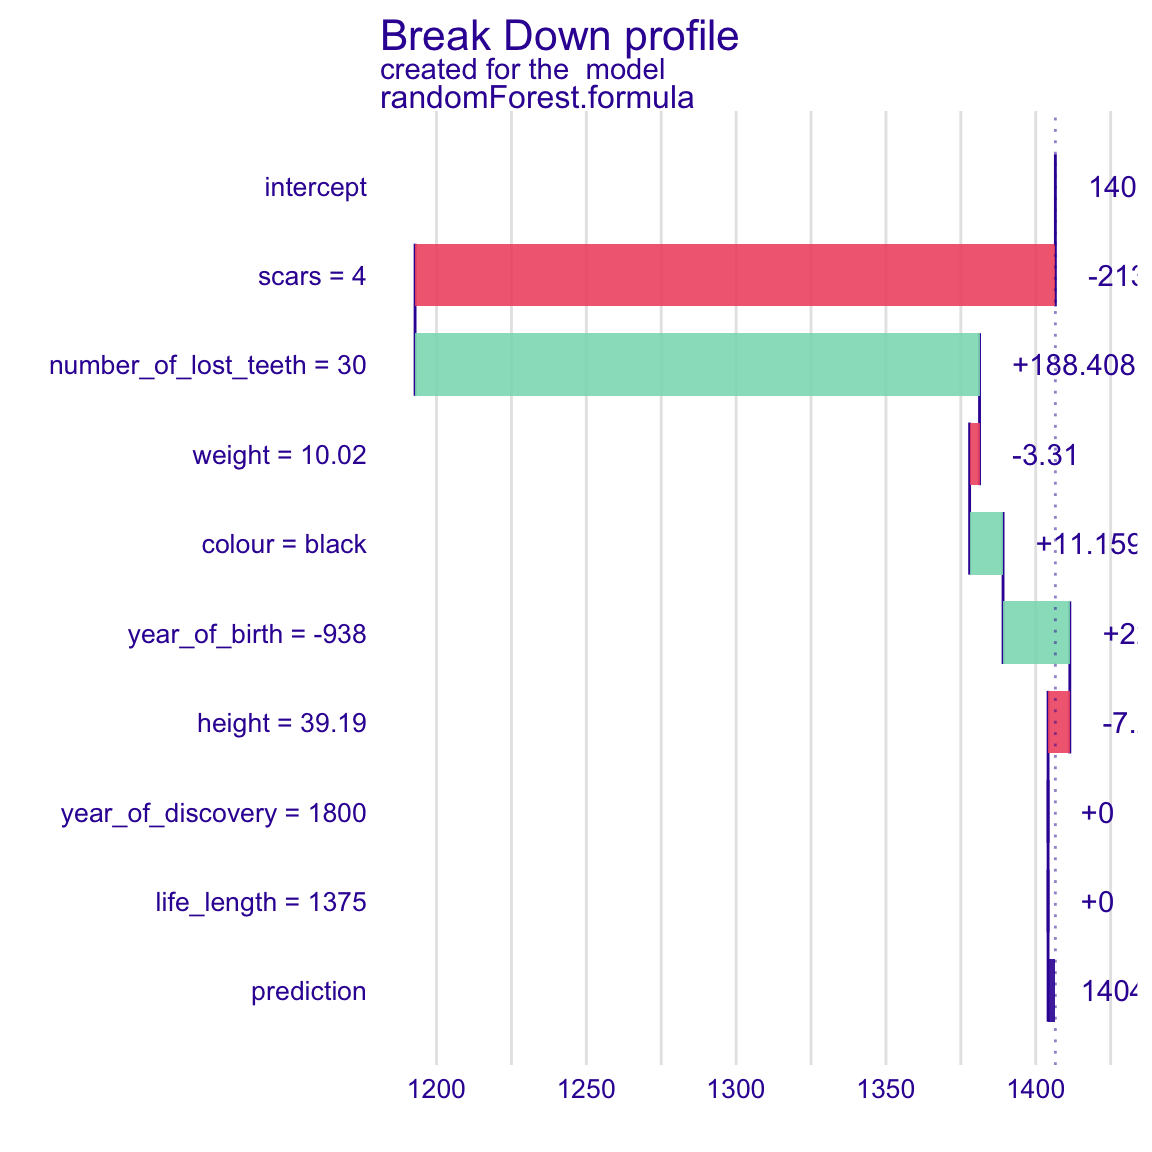 Break Down profile
created for the  model
randomForest.formula
intercept 140
scars = 4 -213
number_of_lost_teeth = 30 +188.408
weight = 10.02 -3.31
colour = black +11.159
year_of_birth = -938 +22
height = 39.19 -7.
year_of_discovery = 1800 +0
life_length = 1375 +0
prediction 1404
1200 1250 1300 1350 1400